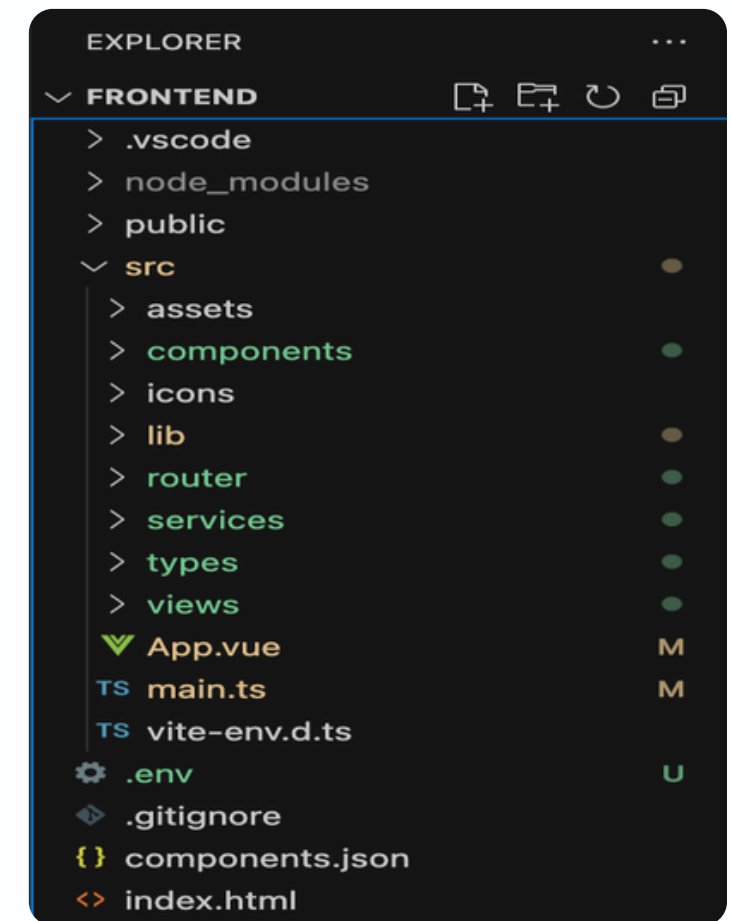 EXPLORER
FRONTEND
.vscode
node_modules
public
src
assets
components
icons
lib
router
services
types
views
App.vue M
TS main.ts M
TS vite-env.d.ts
.env U
.gitignore
{} components.json
<> index.html